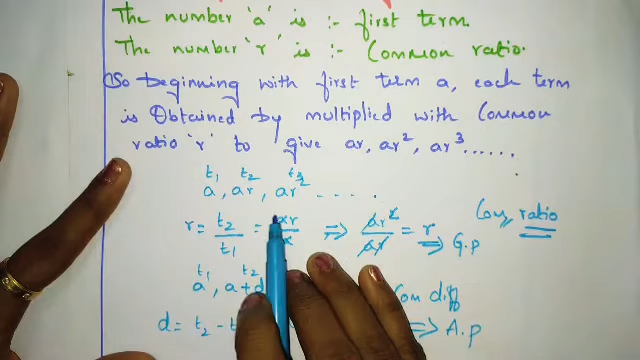 The number 'a' is :- first term.
The number 'r' is :- Common ratio.
So beginning with first term a, each term
is Obtained by multiplied with Common
ratio 'r' to give ar, ar², ar³ ......
t₁ t₂ t₃
a, ar, ar² - - - - .
r = t₂/t₁ = ar ⇒ ar²/ar = r ⇒ G.p
Com, ratio
t₁ t₂
a, a+d Com diff
d = t₂ - t ⇒ A.p